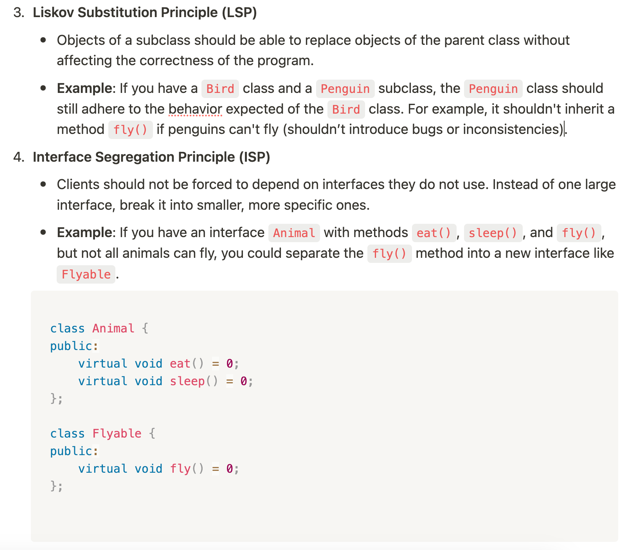 3. Liskov Substitution Principle (LSP)
• Objects of a subclass should be able to replace objects of the parent class without
affecting the correctness of the program.
• Example: If you have a Bird class and a Penguin subclass, the Penguin class should
still adhere to the behavior expected of the Bird class. For example, it shouldn't inherit a
method fly() if penguins can't fly (shouldn't introduce bugs or inconsistencies).
4. Interface Segregation Principle (ISP)
• Clients should not be forced to depend on interfaces they do not use. Instead of one large
interface, break it into smaller, more specific ones.
• Example: If you have an interface Animal with methods eat(), sleep(), and fly(),
but not all animals can fly, you could separate the fly() method into a new interface like
Flyable.
class Animal {
public:
    virtual void eat() = 0;
    virtual void sleep() = 0;
};
class Flyable {
public:
    virtual void fly() = 0;
};